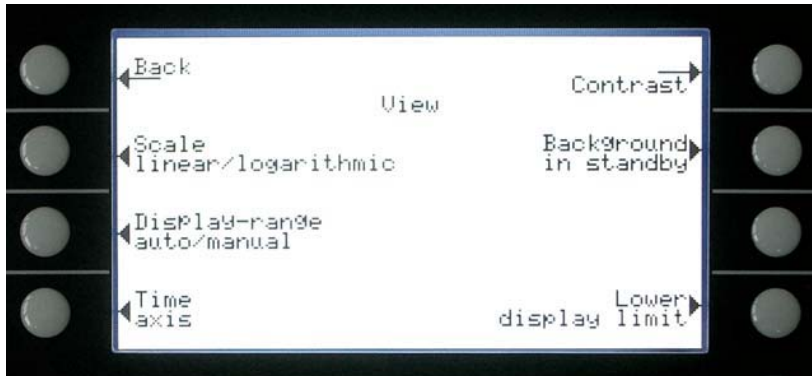 Back
Contrast
View
Scale
linear/logarithmic
Background
in standby
Display-range
auto/manual
Time
axis
Lower
display limit